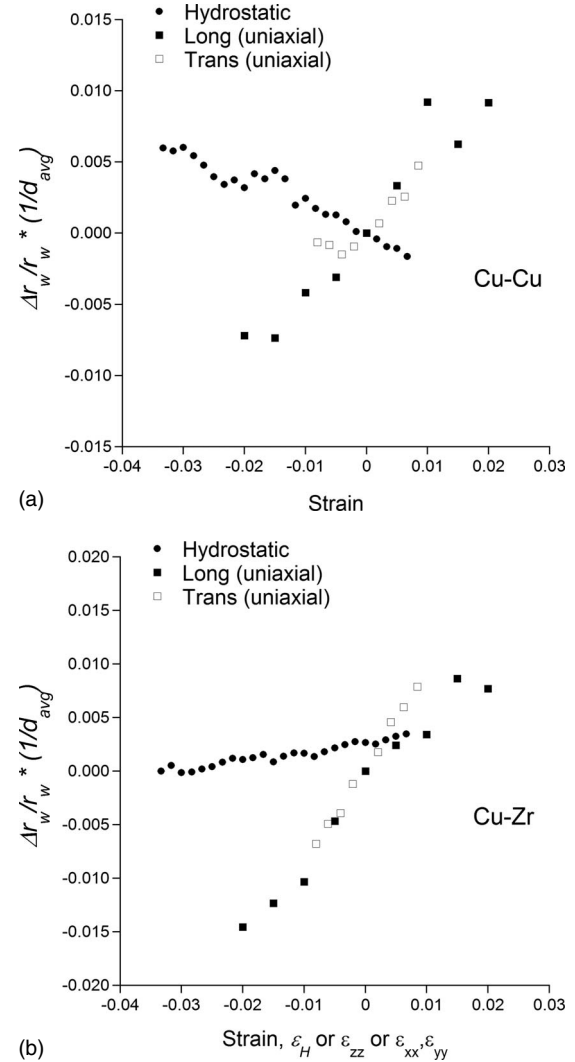 0.015
Hydrostatic
Long (uniaxial)
Trans (uniaxial)
0.010
0.005
0.000
-0.005
-0.010
-0.015
Δr_w/r_w * (1/d_avg)
Cu-Cu
-0.04 -0.03 -0.02 -0.01 0 0.01 0.02 0.03
(a)
Strain
0.020
Hydrostatic
Long (uniaxial)
Trans (uniaxial)
0.015
0.010
0.005
0.000
-0.005
-0.010
-0.015
-0.020
Δr_w/r_w * (1/d_avg)
Cu-Zr
-0.04 -0.03 -0.02 -0.01 0 0.01 0.02 0.03
(b)
Strain, ε_H or ε_zz or ε_xx,ε_yy